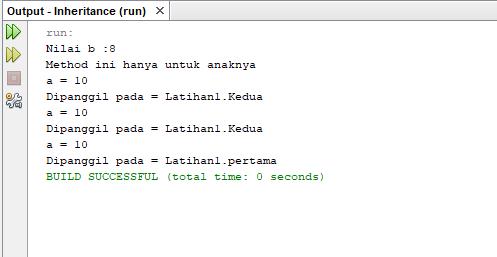 Output - Inheritance (run) ×
run:
Nilai b :8
Method ini hanya untuk anaknya
a = 10
Dipanggil pada = Latihan1.Kedua
a = 10
Dipanggil pada = Latihan1.Kedua
a = 10
Dipanggil pada = Latihan1.pertama
BUILD SUCCESSFUL (total time: 0 seconds)